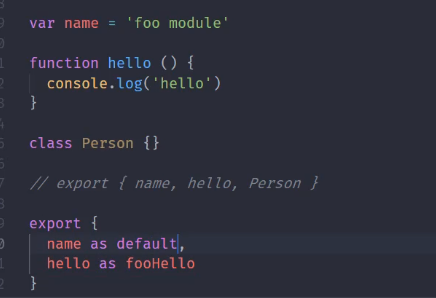 var name = 'foo module'
function hello () {
console.log('hello')
}
class Person {}
// export { name, hello, Person }
export {
name as default,
hello as fooHello
}